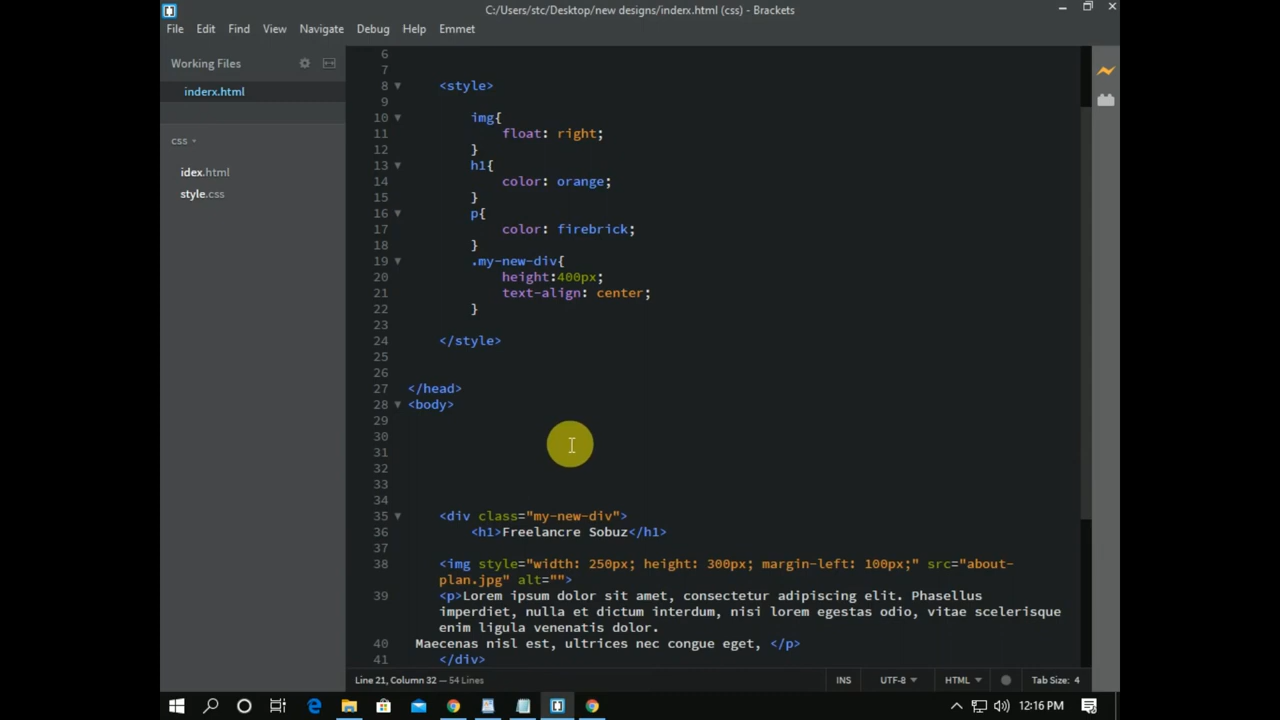 C:/Users/stc/Desktop/new designs/inderx.html (css) - Brackets
File Edit Find View Navigate Debug Help Emmet
Working Files
inderx.html
css
idex.html
style.css
6
7
8 <style>
9
10 img{
11 float: right;
12 }
13 h1{
14 color: orange;
15 }
16 p{
17 color: firebrick;
18 }
19 .my-new-div{
20 height:400px;
21 text-align: center;
22 }
23
24 </style>
25
26
27 </head>
28 <body>
29
30
31
32
33
34
35 <div class="my-new-div">
36 <h1>Freelancre Sobuz</h1>
37
38 <img style="width: 250px; height: 300px; margin-left: 100px;" src="about-
plan.jpg" alt="">
39 <p>Lorem ipsum dolor sit amet, consectetur adipiscing elit. Phasellus
imperdiet, nulla et dictum interdum, nisi lorem egestas odio, vitae scelerisque
enim ligula venenatis dolor.
40 Maecenas nisl est, ultrices nec congue eget, </p>
41 </div>
Line 21, Column 32 — 54 Lines
INS UTF-8 HTML Tab Size: 4
12:16 PM